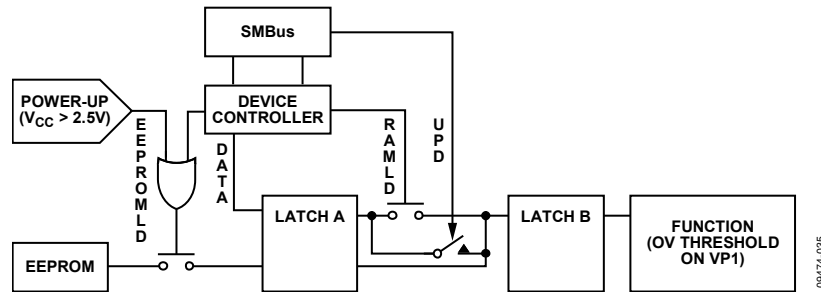 SMBus
POWER-UP
(VCC > 2.5V)
DEVICE
CONTROLLER
EEPROMLD
DATA
RAMLD
UPD
LATCH A
LATCH B
FUNCTION
(OV THRESHOLD
ON VP1)
EEPROM
09474-035